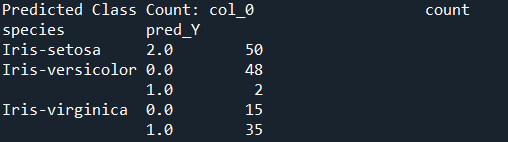 Predicted Class Count: col_0                 count
species         pred_Y
Iris-setosa     2.0         50
Iris-versicolor 0.0         48
                1.0          2
Iris-virginica  0.0         15
                1.0         35